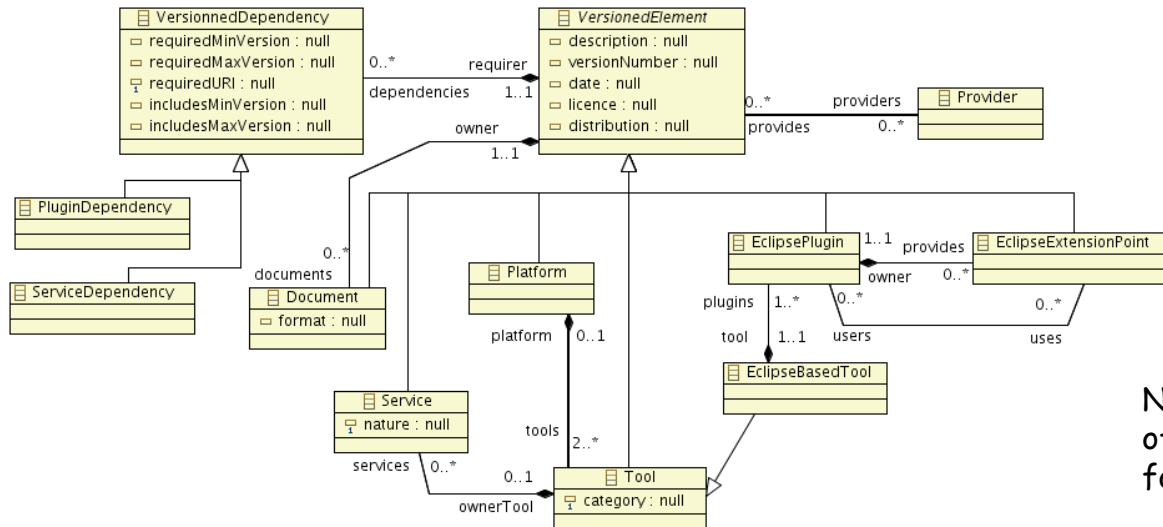 VersionnedDependency
requiredMinVersion : null
requiredMaxVersion : null
requiredURI : null
includesMinVersion : null
includesMaxVersion : null
VersionedElement
description : null
versionNumber : null
date : null
licence : null
distribution : null
0..*
requirer
dependencies
1..1
owner
1..1
0..*
providers
provides
0..*
Provider
PluginDependency
ServiceDependency
0..*
documents
Document
format : null
Platform
platform
0..1
EclipsePlugin
1..1
provides
owner
0..*
EclipseExtensionPoint
plugins
1..*
0..*
users
0..*
uses
tool
1..1
EclipseBasedTool
Service
nature : null
services
0..*
tools
2..*
0..1
ownerTool
Tool
category : null